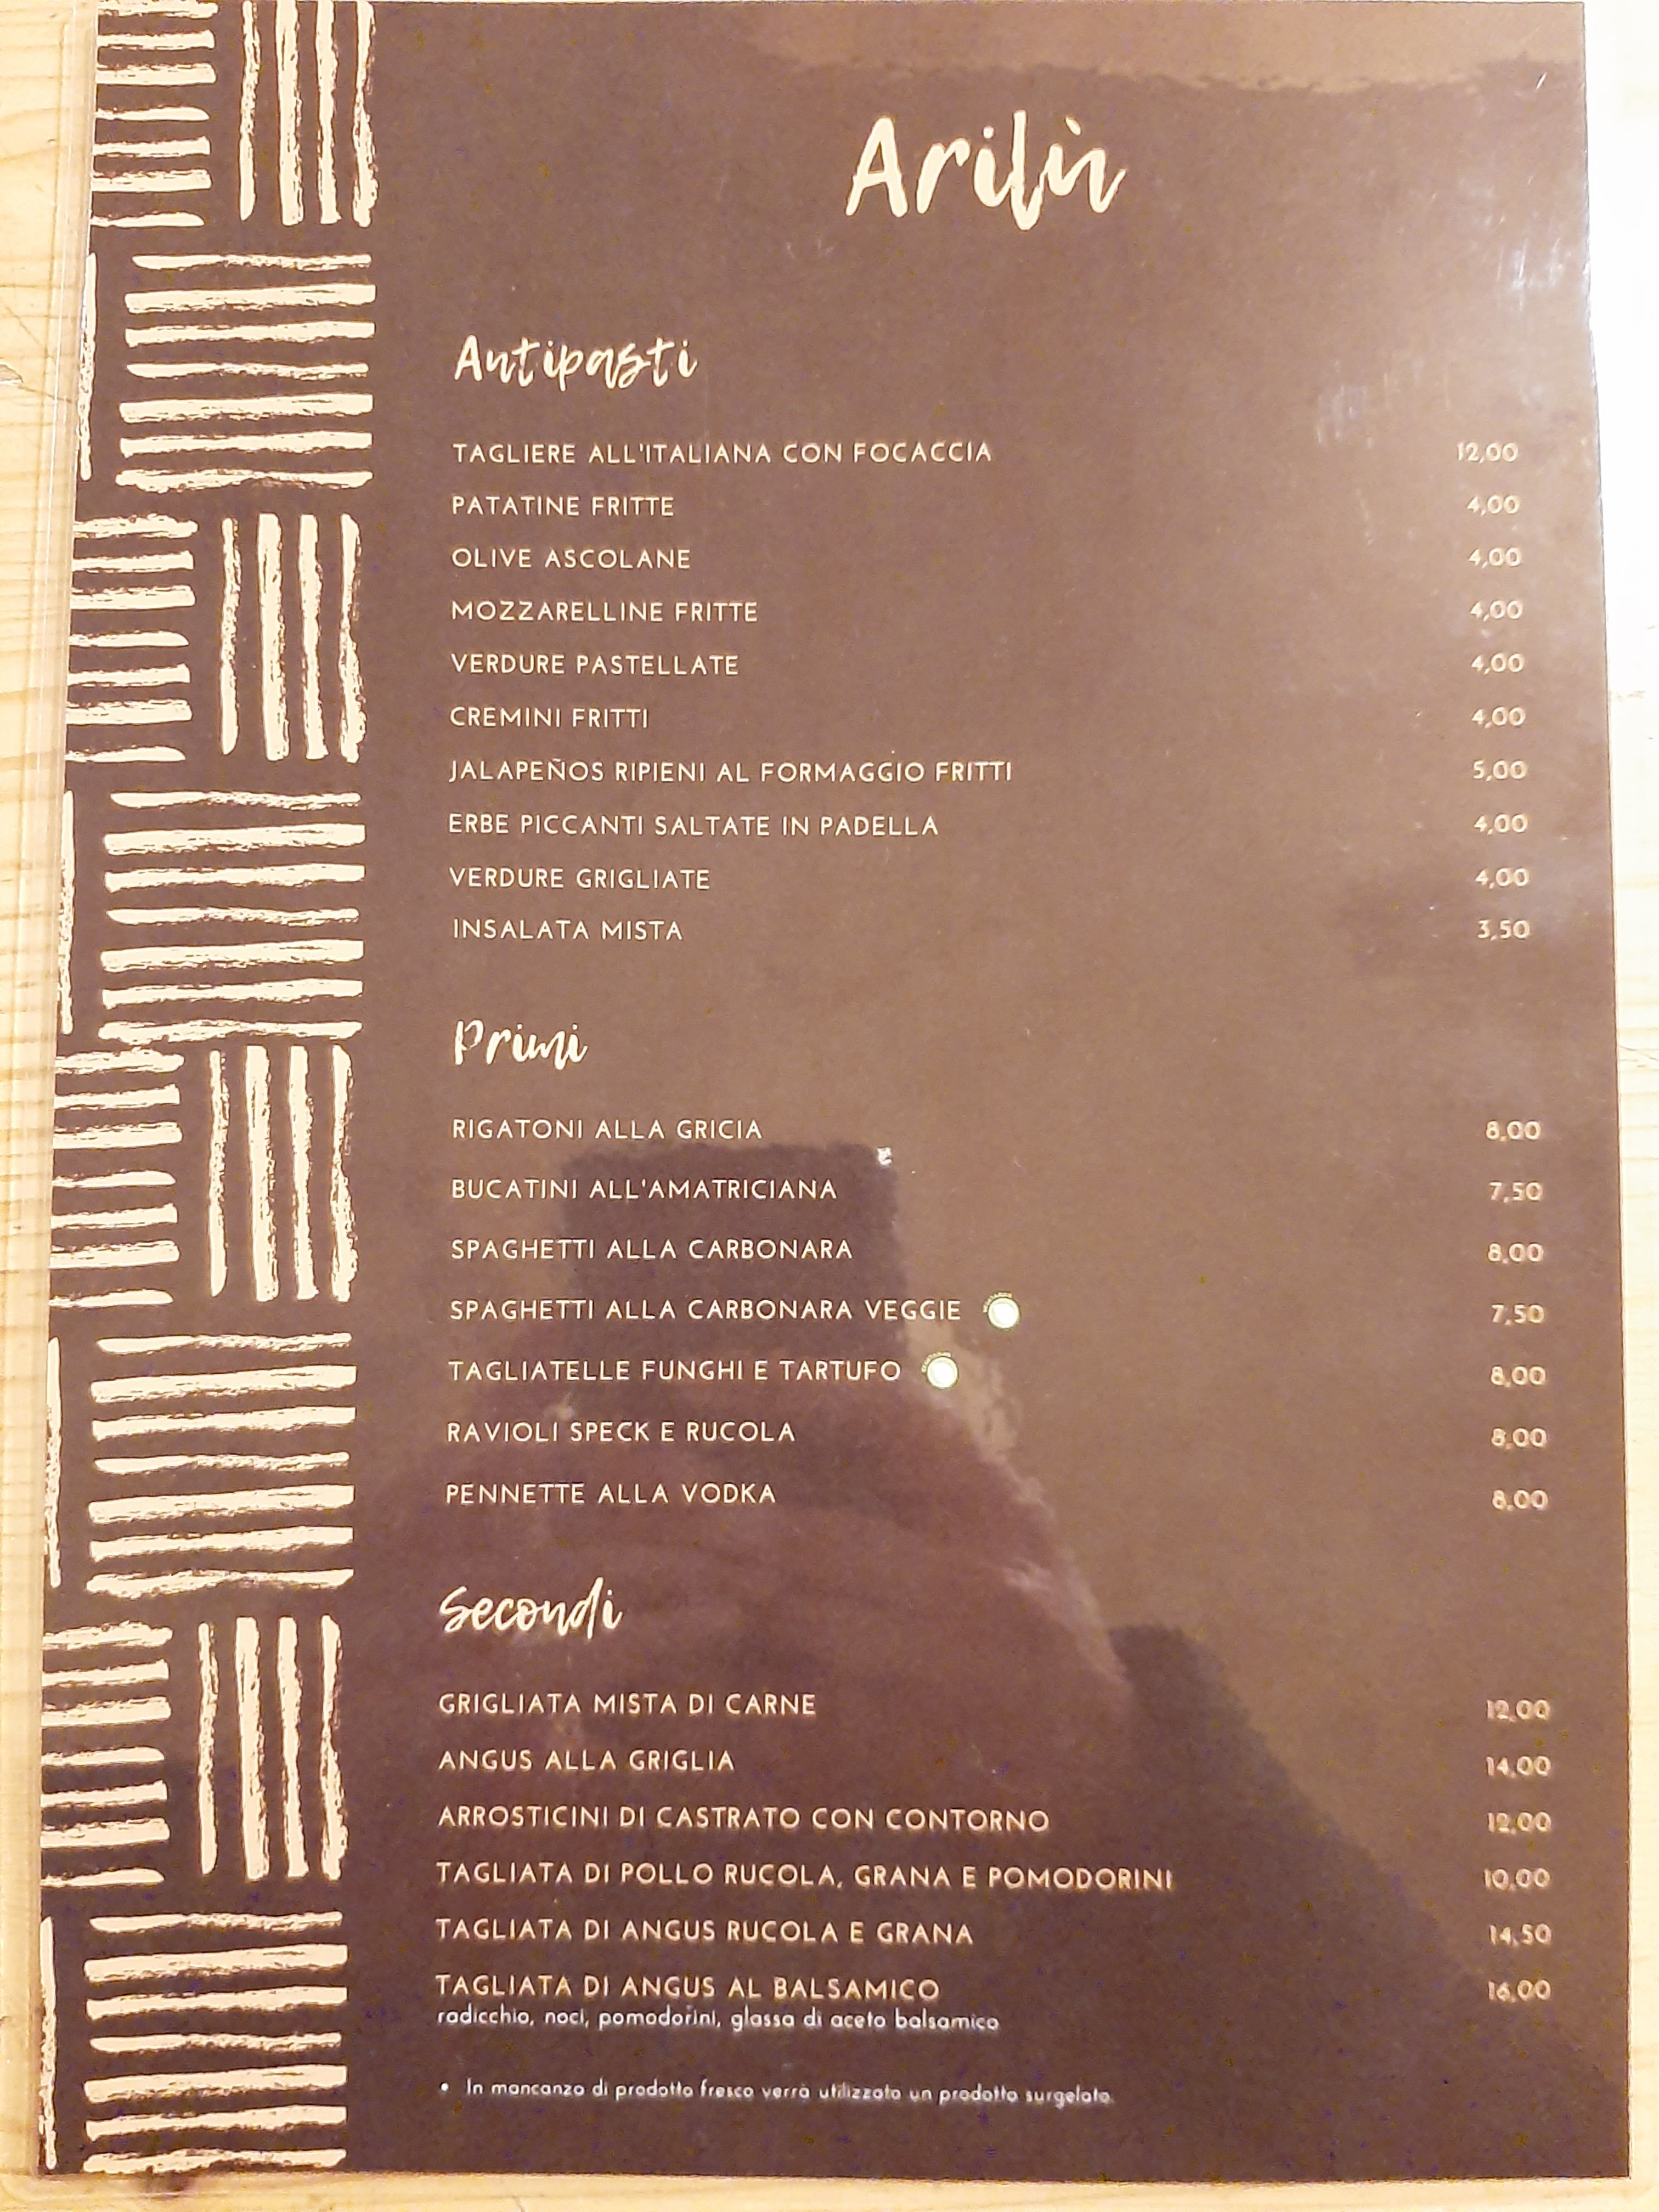 Arilù
Antipasti
TAGLIERE ALL'ITALIANA CON FOCACCIA 12,00
PATATINE FRITTE 4,00
OLIVE ASCOLANE 4,00
MOZZARELLINE FRITTE 4,00
VERDURE PASTELLATE 4,00
CREMINI FRITTI 4,00
JALAPEÑOS RIPIENI AL FORMAGGIO FRITTI 5,00
ERBE PICCANTI SALTATE IN PADELLA 4,00
VERDURE GRIGLIATE 4,00
INSALATA MISTA 3,50
Primi
RIGATONI ALLA GRICIA 8,00
BUCATINI ALL'AMATRICIANA 7,50
SPAGHETTI ALLA CARBONARA 8,00
SPAGHETTI ALLA CARBONARA VEGGIE 7,50
TAGLIATELLE FUNGHI E TARTUFO 8,00
RAVIOLI SPECK E RUCOLA 8,00
PENNETTE ALLA VODKA 8,00
Secondi
GRIGLIATA MISTA DI CARNE 12,00
ANGUS ALLA GRIGLIA 14,00
ARROSTICINI DI CASTRATO CON CONTORNO 12,00
TAGLIATA DI POLLO RUCOLA, GRANA E POMODORINI 10,00
TAGLIATA DI ANGUS RUCOLA E GRANA 14,50
TAGLIATA DI ANGUS AL BALSAMICO 16,00
radicchio, noci, pomodorini, glassa di aceto balsamico
• In mancanza di prodotto fresco verrà utilizzato un prodotto surgelato.